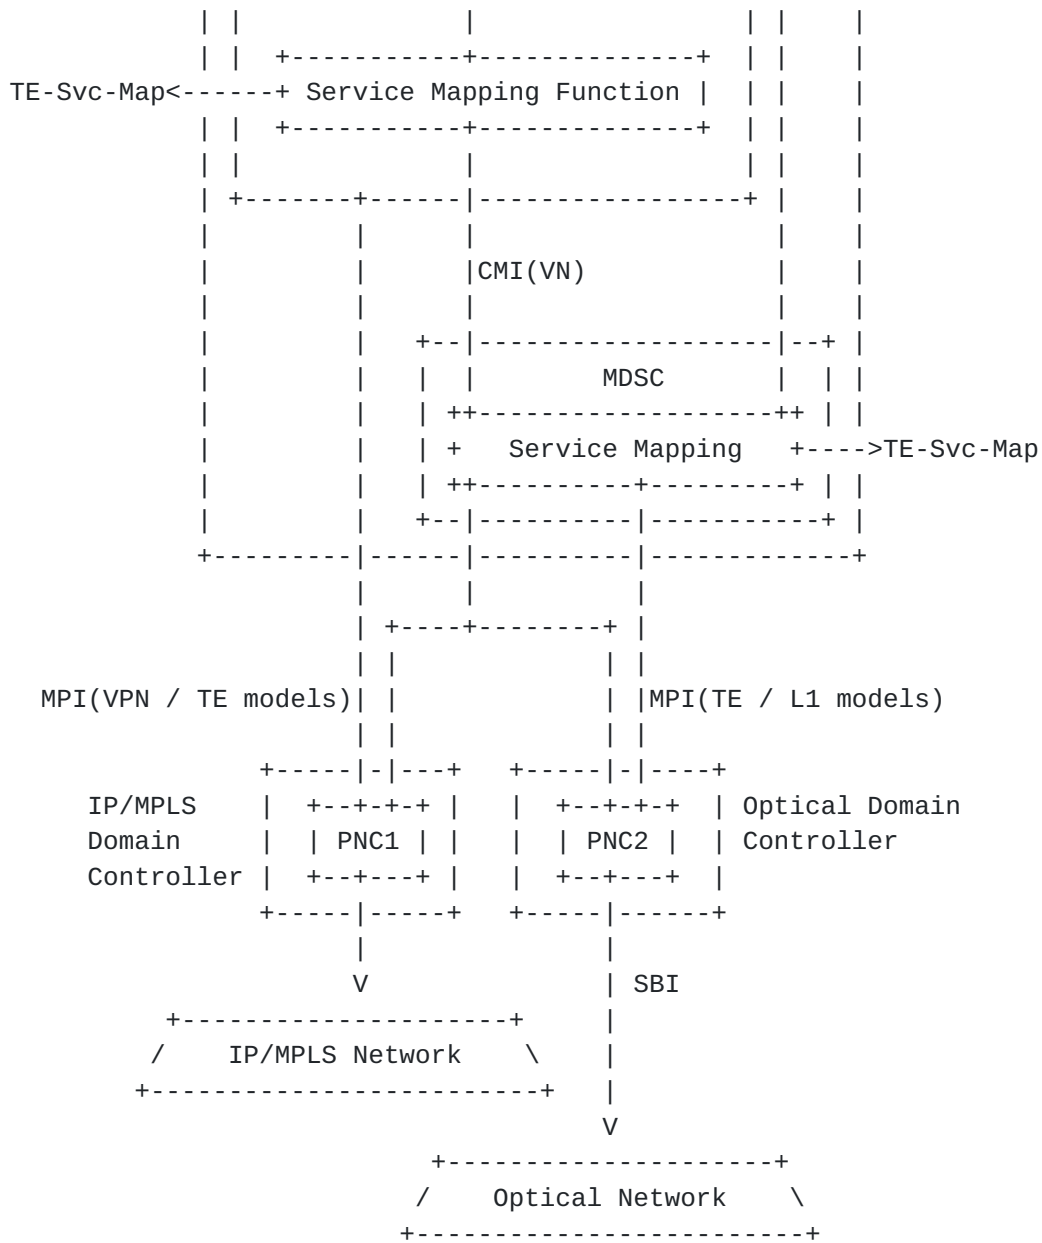 TE-Svc-Map<------+ Service Mapping Function
CMI(VN)
MDSC
Service Mapping +---->TE-Svc-Map
MPI(VPN / TE models) MPI(TE / L1 models)
IP/MPLS Optical Domain
Domain PNC1 PNC2 Controller
Controller
V SBI
IP/MPLS Network
V
Optical Network